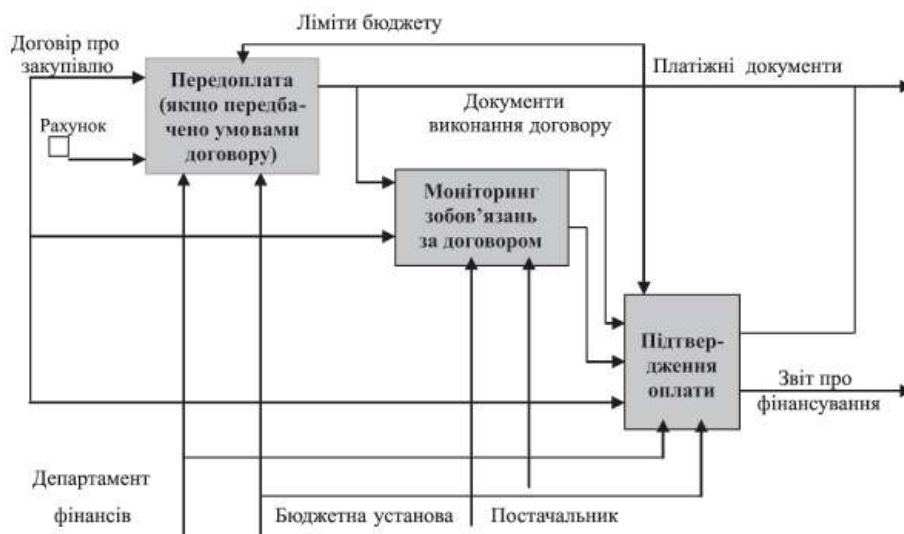 Ліміти бюджету
Договір про
закупівлю
Передоплата
(якщо передба-
чено умовами
договору)
Платіжні документи
Рахунок
Документи
виконання договору
Моніторинг
зобов’язань
за договором
Підтвер-
дження
оплати
Звіт про
фінансування
Департамент
фінансів
Бюджетна установа
Постачальник